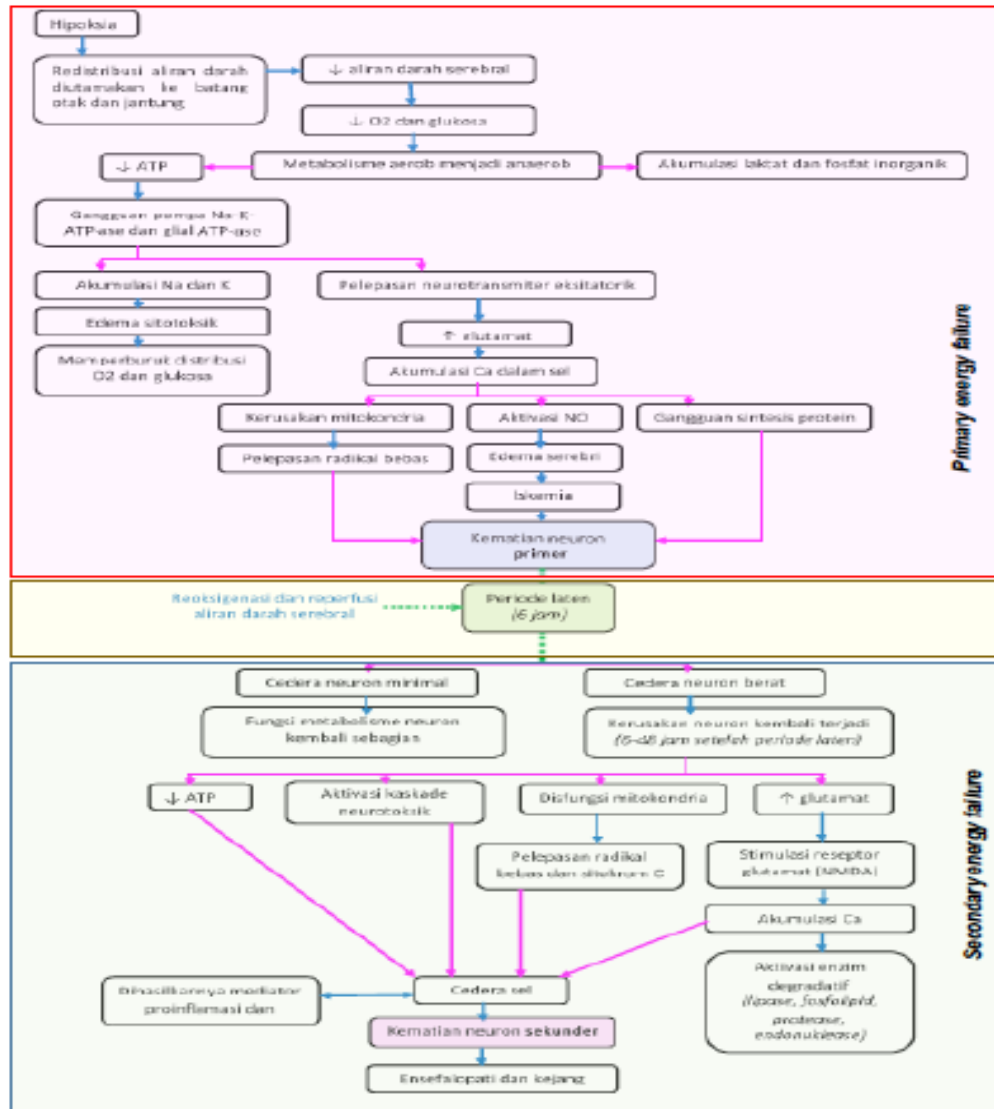 Hipoksia
Redistribusi aliran darah
diutamakan ke batang
otak dan jantung
↓ aliran darah serebral
↓ O2 dan glukosa
Metabolisme aerob menjadi anaerob
↓ ATP
Akumulasi laktat dan fosfat inorganik
Gangguan pompa Na-K-
ATP-ase dan glial ATP-ase
Akumulasi Na dan K
Pelepasan neurotransmiter eksitatorik
Edema sitotoksik
↑ glutamat
Memperburuk distribusi
O2 dan glukosa
Akumulasi Ca dalam sel
Kerusakan mitokondria
Aktivasi NO
Gangguan sintesis protein
Pelepasan radikal bebas
Edema serebri
Iskemia
Kematian neuron
primer
Primary energy failure
Reoksigenasi dan reperfusi
aliran darah serebral
Periode laten
(6 jam)
Cedera neuron minimal
Cedera neuron berat
Fungsi metabolisme neuron
kembali sebagian
Kerusakan neuron kembali terjadi
(6-48 jam setelah periode laten)
↓ ATP
Aktivasi kaskade
neurotoksik
Disfungsi mitokondria
↑ glutamat
Pelepasan radikal
bebas dan sitokrom C
Stimulasi reseptor
glutamat (NMDA)
Akumulasi Ca
Aktivasi enzim
degradatif
(lipase, fosfolipid,
protease,
endonuklease)
Dihasilkannya mediator
proinflamasi dan
Cedera sel
Kematian neuron sekunder
Ensefalopati dan kejang
Secondary energy failure